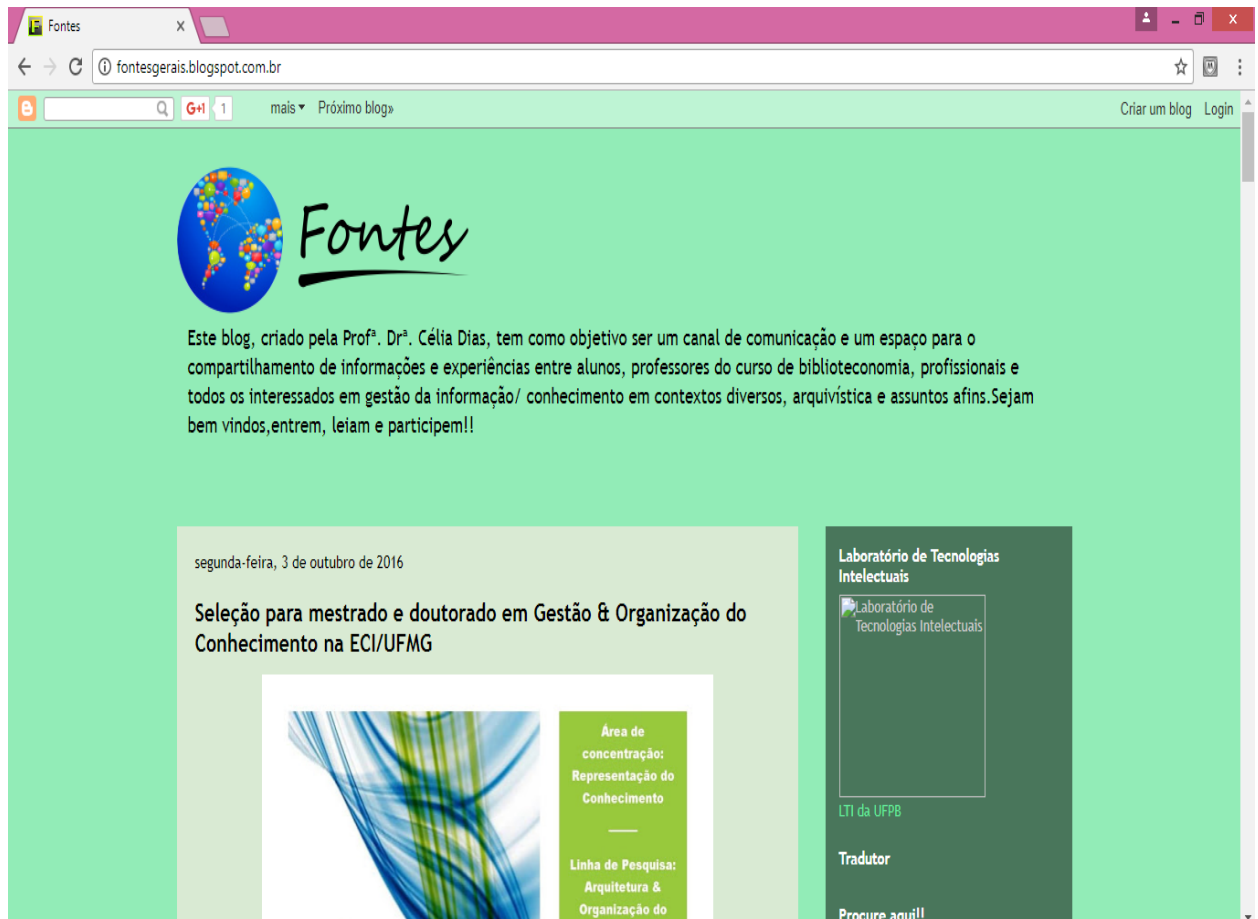 Fontes
fontesgerais.blogspot.com.br
G+1 1 mais Próximo blog» Criar um blog Login
Fontes
Este blog, criado pela Profª. Drª. Célia Dias, tem como objetivo ser um canal de comunicação e um espaço para o
compartilhamento de informações e experiências entre alunos, professores do curso de biblioteconomia, profissionais e
todos os interessados em gestão da informação/ conhecimento em contextos diversos, arquivística e assuntos afins.Sejam
bem vindos,entrem, leiam e participem!!
segunda-feira, 3 de outubro de 2016
Seleção para mestrado e doutorado em Gestão & Organização do
Conhecimento na ECI/UFMG
Área de
concentração:
Representação do
Conhecimento
Linha de Pesquisa:
Arquitetura &
Organização do
Laboratório de Tecnologias
Intelectuais
Laboratório de
Tecnologias Intelectuais
LTI da UFPB
Tradutor
Procure aqui!!